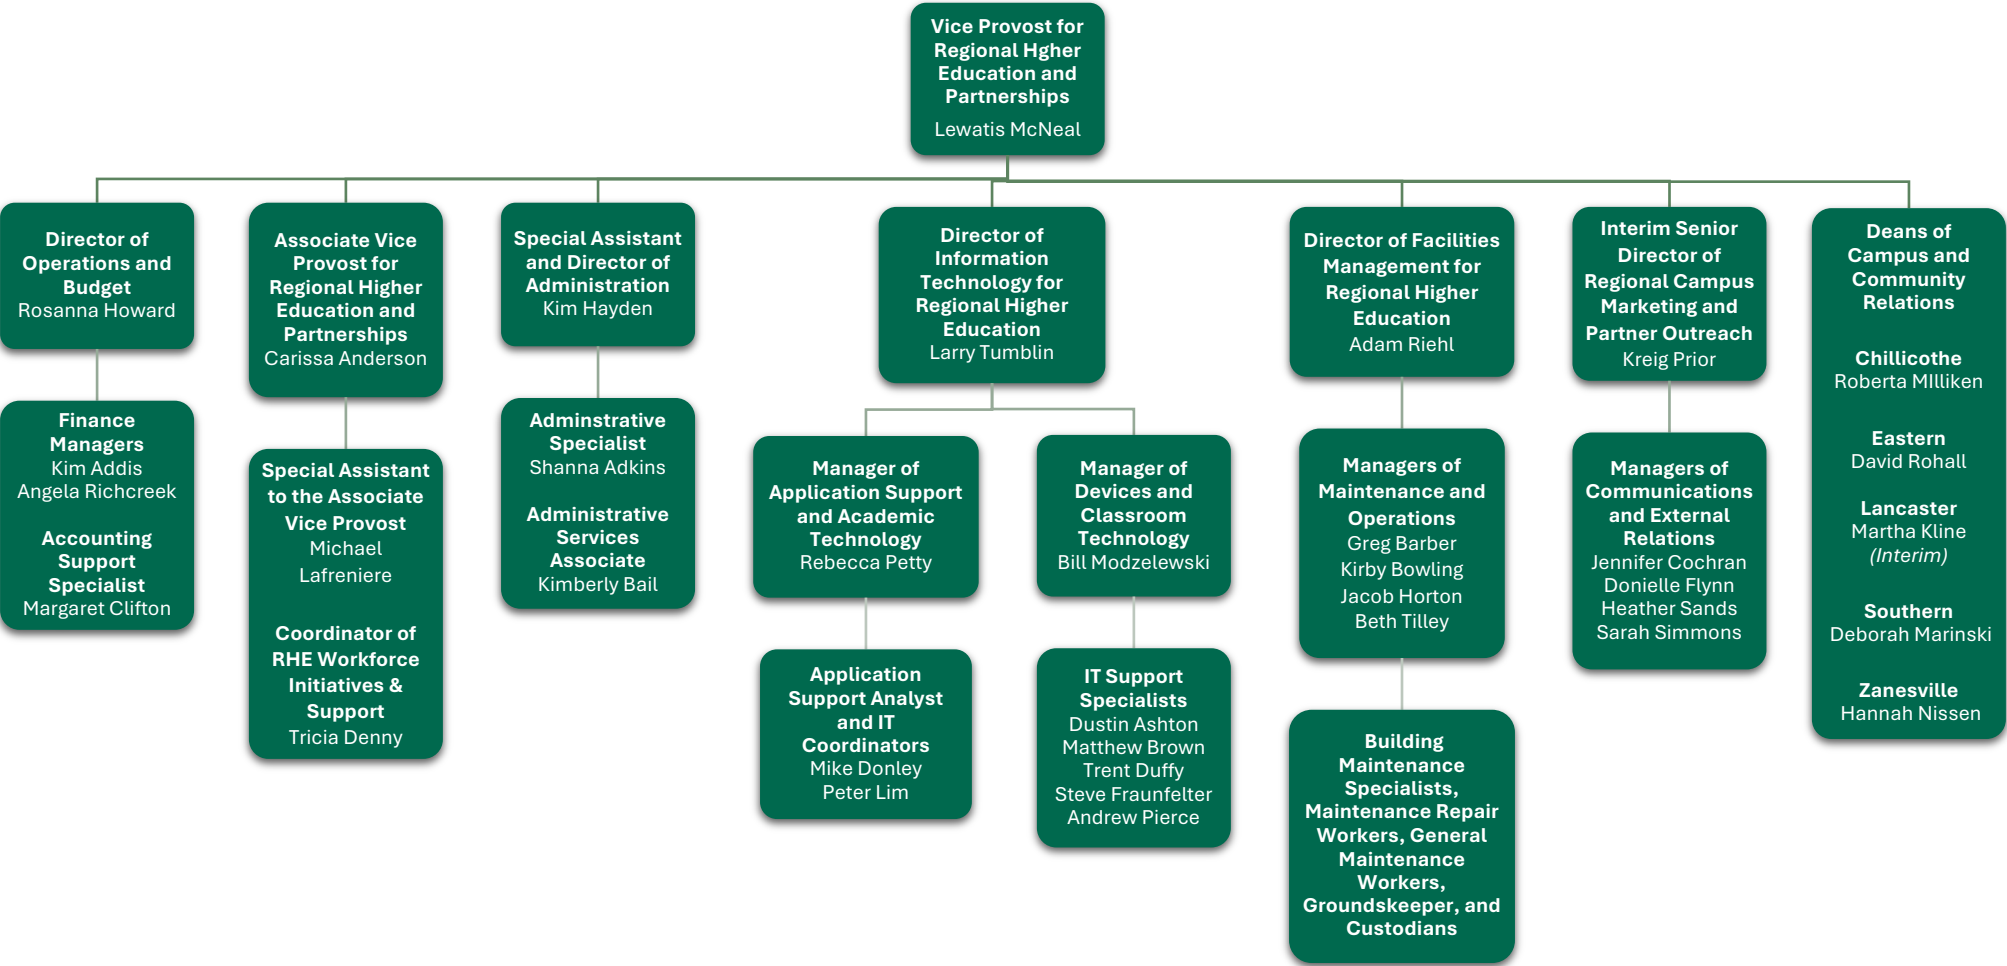 Vice Provost for
Regional Hgher
Education and
Partnerships
Lewatis McNeal
Director of
Operations and
Budget
Rosanna Howard
Associate Vice
Provost for
Regional Higher
Education and
Partnerships
Carissa Anderson
Special Assistant
and Director of
Administration
Kim Hayden
Director of
Information
Technology for
Regional Higher
Education
Larry Tumblin
Director of Facilities
Management for
Regional Higher
Education
Adam Riehl
Interim Senior
Director of
Regional Campus
Marketing and
Partner Outreach
Kreig Prior
Deans of
Campus and
Community
Relations
Chillicothe
Roberta MIlliken
Eastern
David Rohall
Lancaster
Martha Kline
(Interim)
Southern
Deborah Marinski
Zanesville
Hannah Nissen
Finance
Managers
Kim Addis
Angela Richcreek
Accounting
Support
Specialist
Margaret Clifton
Special Assistant
to the Associate
Vice Provost
Michael
Lafreniere
Coordinator of
RHE Workforce
Initiatives &
Support
Tricia Denny
Adminstrative
Specialist
Shanna Adkins
Administrative
Services
Associate
Kimberly Bail
Manager of
Application Support
and Academic
Technology
Rebecca Petty
Manager of
Devices and
Classroom
Technology
Bill Modzelewski
Managers of
Maintenance and
Operations
Greg Barber
Kirby Bowling
Jacob Horton
Beth Tilley
Managers of
Communications
and External
Relations
Jennifer Cochran
Donielle Flynn
Heather Sands
Sarah Simmons
Application
Support Analyst
and IT
Coordinators
Mike Donley
Peter Lim
IT Support
Specialists
Dustin Ashton
Matthew Brown
Trent Duffy
Steve Fraunfelter
Andrew Pierce
Building
Maintenance
Specialists,
Maintenance Repair
Workers, General
Maintenance
Workers,
Groundskeeper, and
Custodians